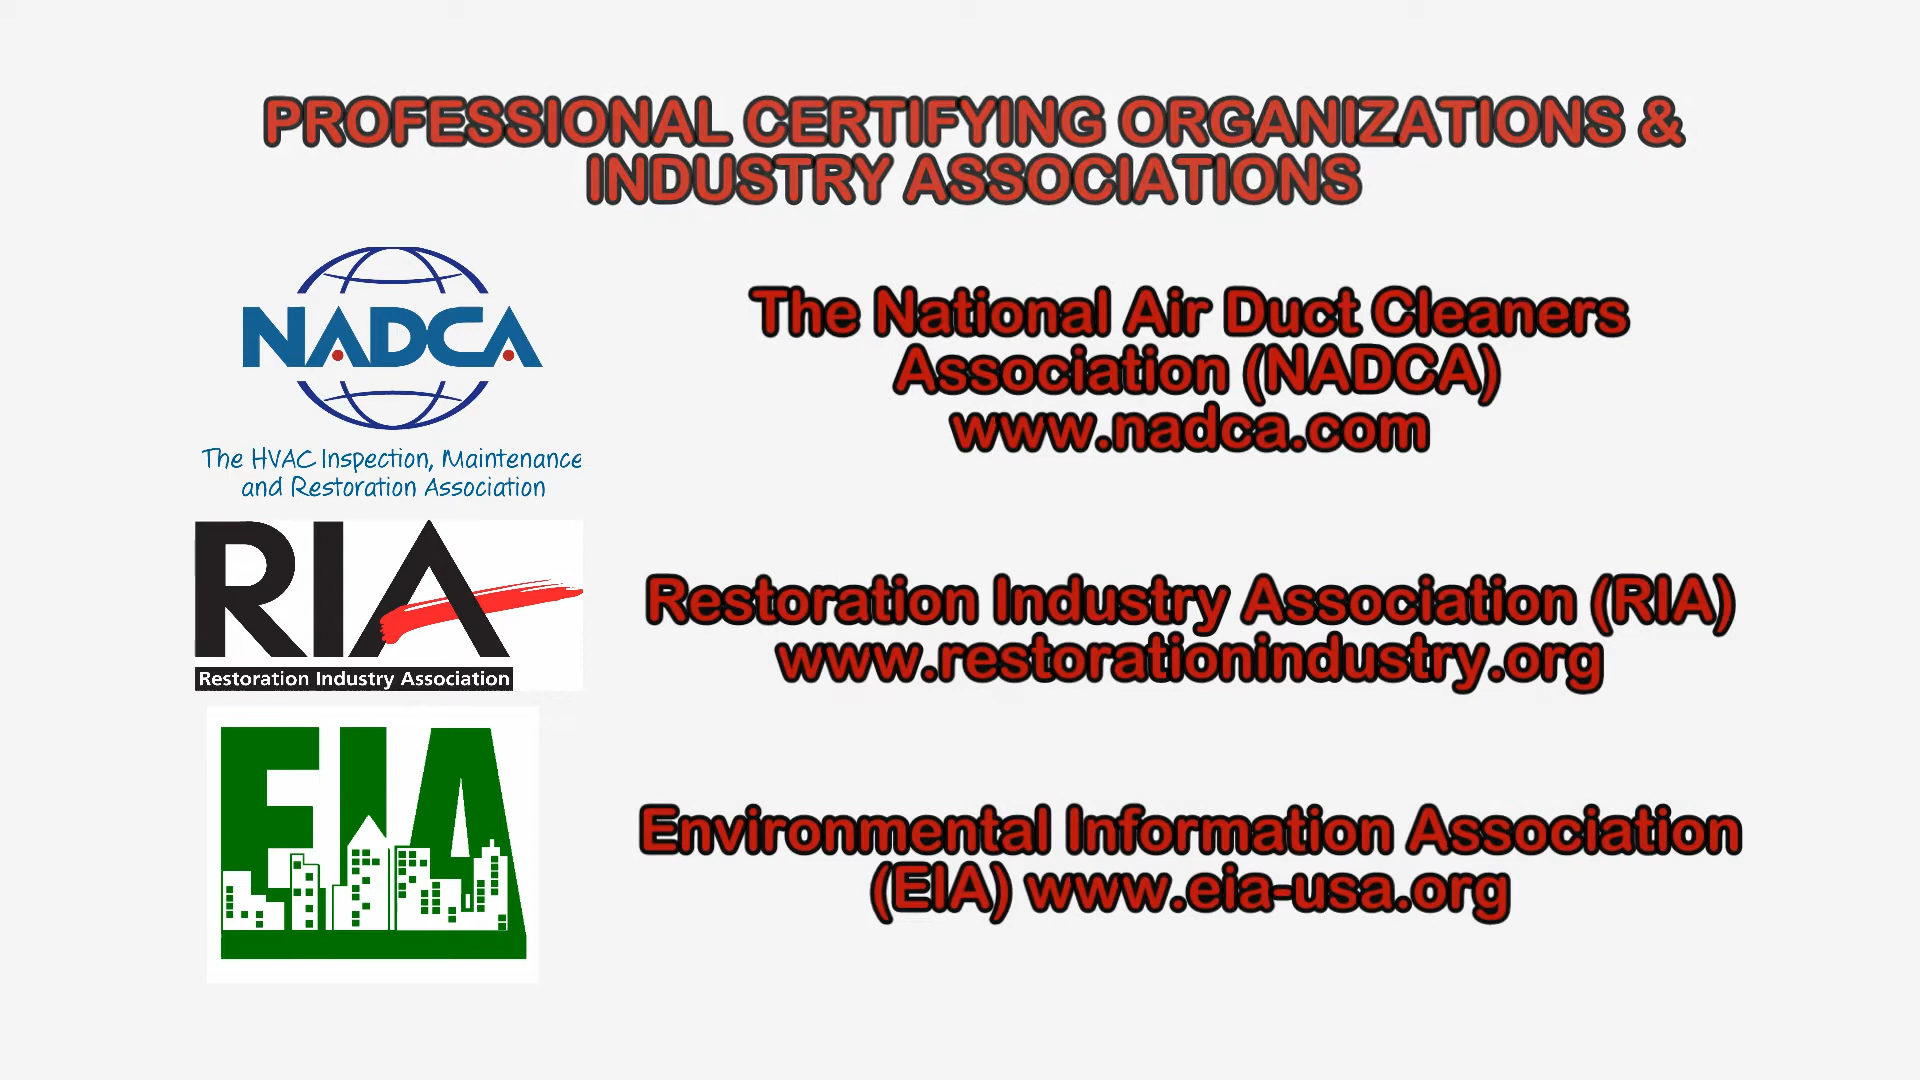 PROFESSIONAL CERTIFYING ORGANIZATIONS &
INDUSTRY ASSOCIATIONS
NADCA
The HVAC Inspection, Maintenance
and Restoration Association
The National Air Duct Cleaners
Association (NADCA)
www.nadca.com
RIA
Restoration Industry Association
Restoration Industry Association (RIA)
www.restorationindustry.org
EIA
Environmental Information Association
(EIA) www.eia-usa.org